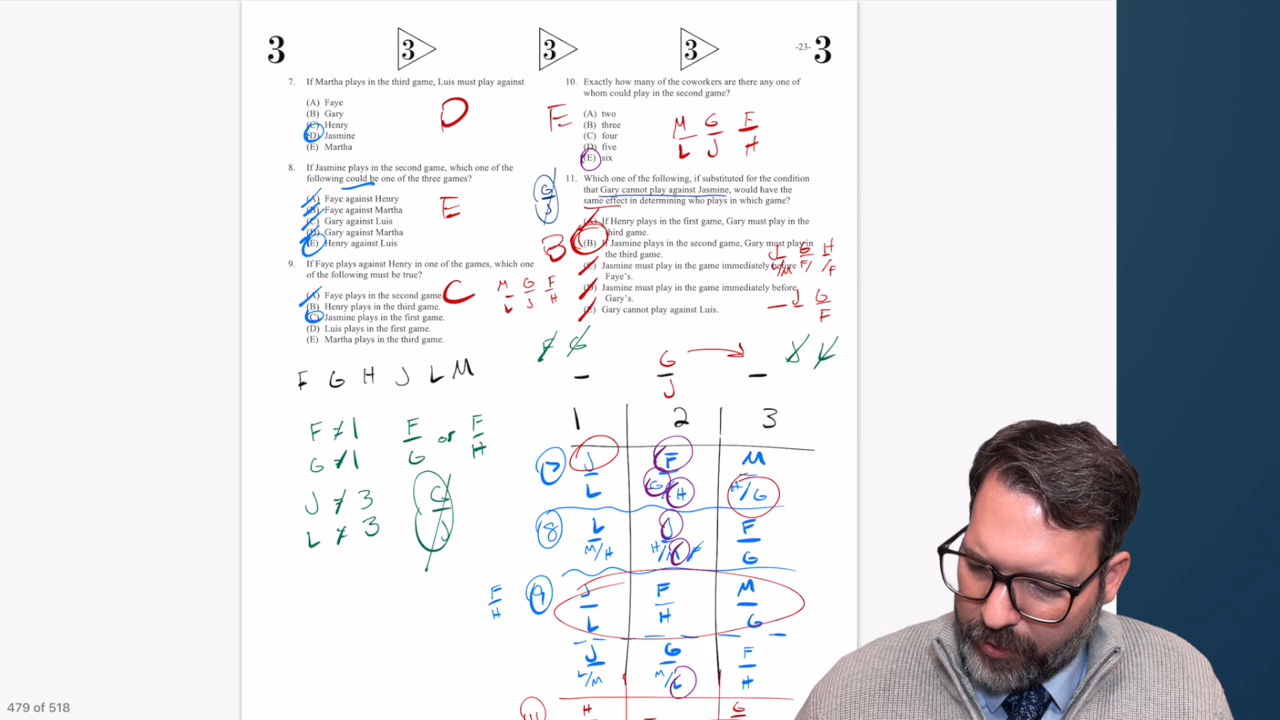 3 3 3 3 -23- 3
7. If Martha plays in the third game, Luis must play against
(A) Faye
(B) Gary
(C) Henry
(D) Jasmine
(E) Martha
D
8. If Jasmine plays in the second game, which one of the
following could be one of the three games?
(A) Faye against Henry
(B) Faye against Martha
(C) Gary against Luis
(D) Gary against Martha
(E) Henry against Luis
E
9. If Faye plays against Henry in one of the games, which one
of the following must be true?
(A) Faye plays in the second game.
(B) Henry plays in the third game.
(C) Jasmine plays in the first game.
(D) Luis plays in the first game.
(E) Martha plays in the third game.
C
M G F
L J H
F G H J L M
F ≠ 1
G ≠ 1
J ≠ 3
L ≠ 3
F or F
G H
G
J
10. Exactly how many of the coworkers are there any one of
whom could play in the second game?
(A) two
(B) three
(C) four
(D) five
(E) six
E
M G F
L J H
11. Which one of the following, if substituted for the condition
that Gary cannot play against Jasmine, would have the
same effect in determining who plays in which game?
(A) If Henry plays in the first game, Gary must play in the
third game.
(B) If Jasmine plays in the second game, Gary must play in
the third game.
(C) Jasmine must play in the game immediately before
Faye's.
(D) Jasmine must play in the game immediately before
Gary's.
(E) Gary cannot play against Luis.
G
J
B
J G H
L/M F/ /F
J G
F
F G
G
J
J L
1 2 3
17 J F M
L G/H H/G
18 L J F
M/H H/M G
F
H
19 J F M
L H G
J G F
L/M M/L H
H G
479 of 518